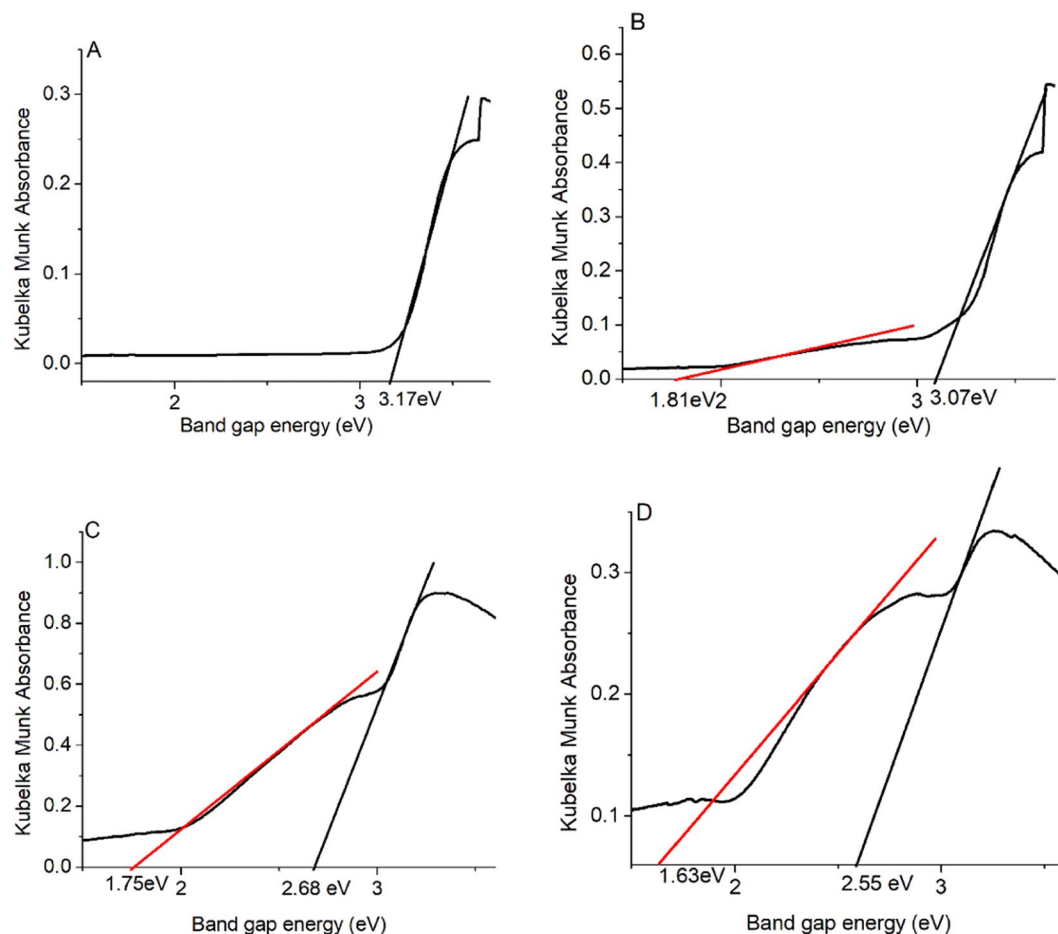 A
Kubelka Munk Absorbance
0.3
0.2
0.1
0.0
2
3
3.17eV
Band gap energy (eV)
B
Kubelka Munk Absorbance
0.6
0.5
0.4
0.3
0.2
0.1
0.0
1.81eV
2
3
3.07eV
Band gap energy (eV)
C
Kubelka Munk Absorbance
1.0
0.8
0.6
0.4
0.2
0.0
1.75eV
2
2.68 eV
3
Band gap energy (eV)
D
Kubelka Munk Absorbance
0.3
0.2
0.1
1.63eV
2
2.55 eV
3
Band gap energy (eV)